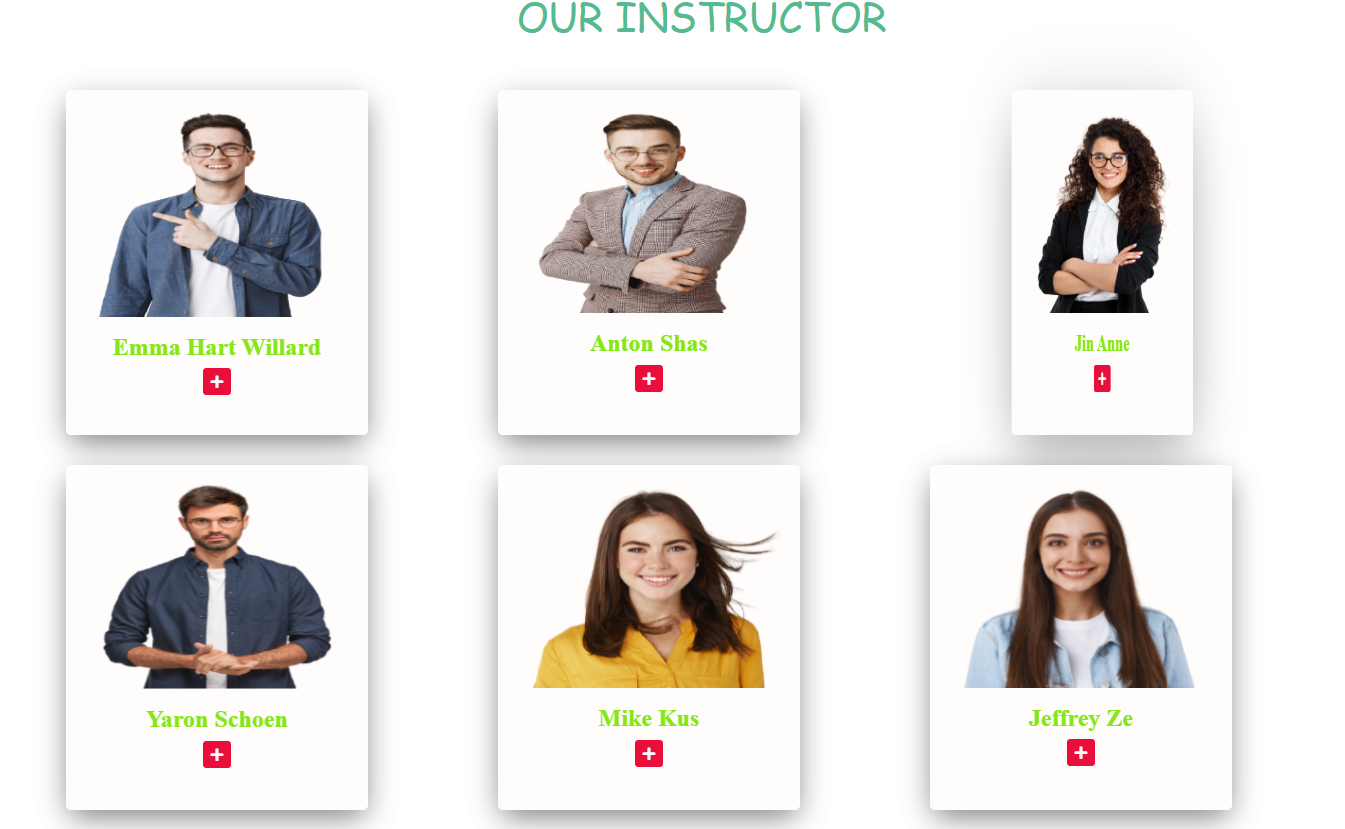 OUR INSTRUCTOR
Emma Hart Willard
+
Anton Shas
+
Jin Anne
+
Yaron Schoen
+
Mike Kus
+
Jeffrey Ze
+